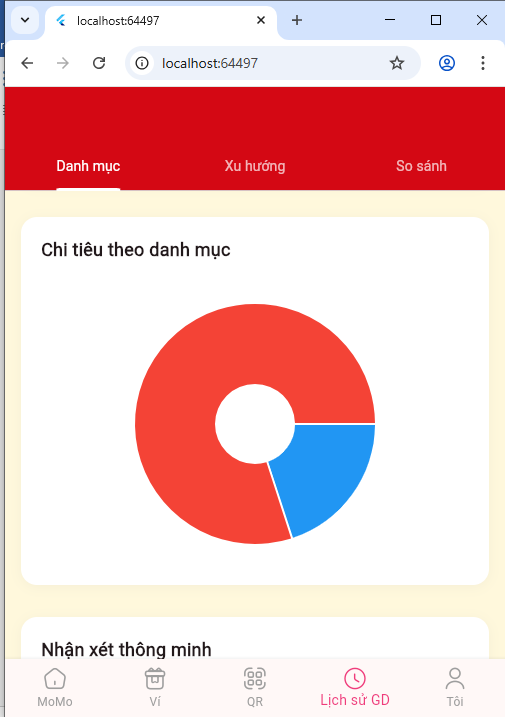 localhost:64497
localhost:64497
Danh mục
Xu hướng
So sánh
Chi tiêu theo danh mục
Nhận xét thông minh
MoMo
Ví
QR
Lịch sử GD
Tôi